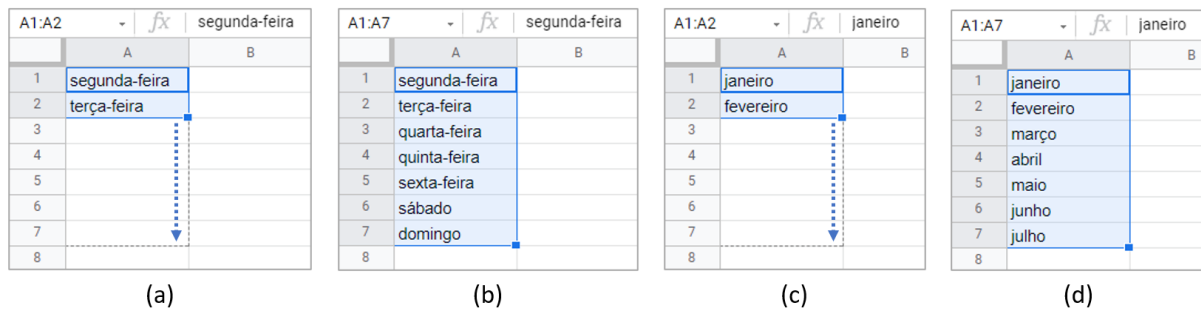 A1:A2 fx segunda-feira
A B
1 segunda-feira
2 terça-feira
3
4
5
6
7
8
(a)
A1:A7 fx segunda-feira
A B
1 segunda-feira
2 terça-feira
3 quarta-feira
4 quinta-feira
5 sexta-feira
6 sábado
7 domingo
8
(b)
A1:A2 fx janeiro
A B
1 janeiro
2 fevereiro
3
4
5
6
7
8
(c)
A1:A7 fx janeiro
A B
1 janeiro
2 fevereiro
3 março
4 abril
5 maio
6 junho
7 julho
8
(d)